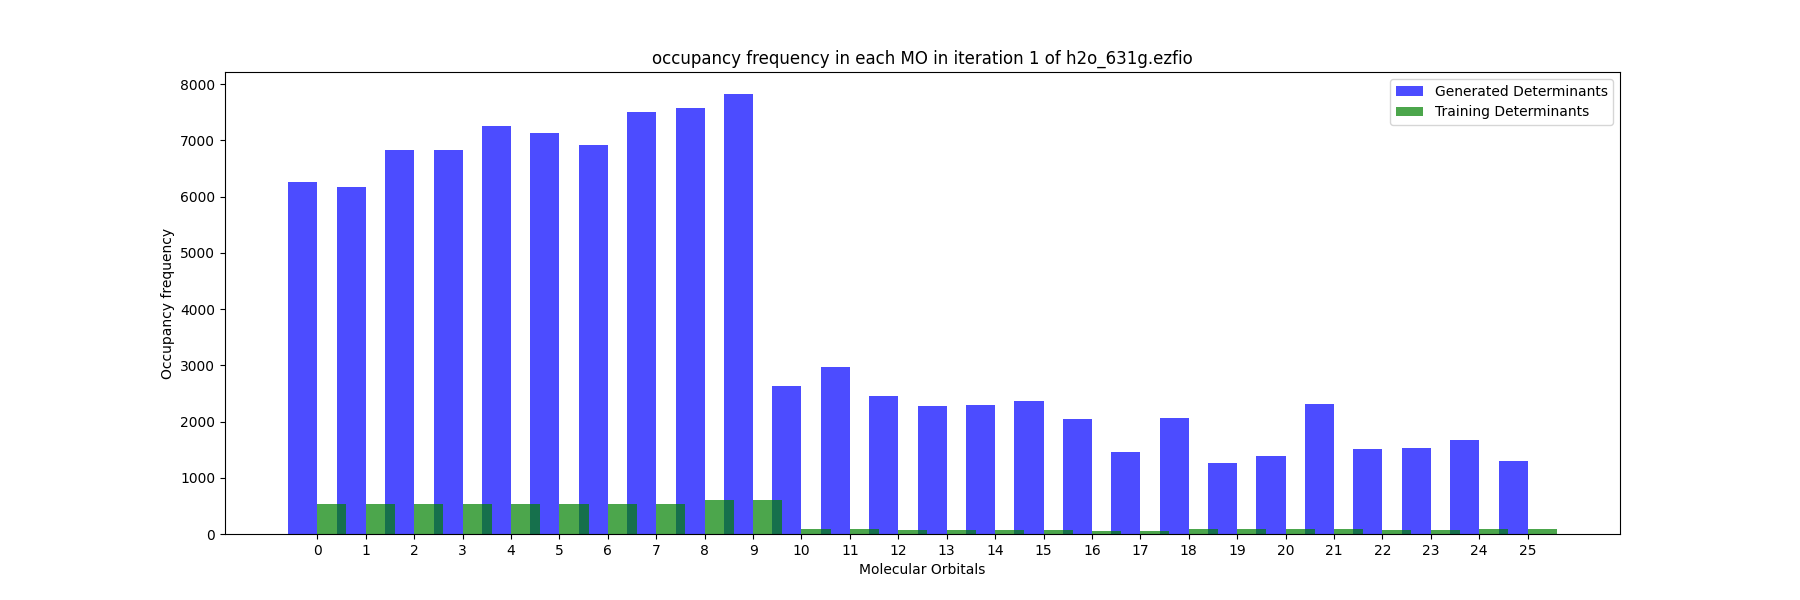 occupancy frequency in each MO in iteration 1 of h2o_631g.ezfio
8000
7000
6000
5000
4000
3000
2000
1000
0
Occupancy frequency
Generated Determinants
Training Determinants
0 1 2 3 4 5 6 7 8 9 10 11 12 13 14 15 16 17 18 19 20 21 22 23 24 25
Molecular Orbitals